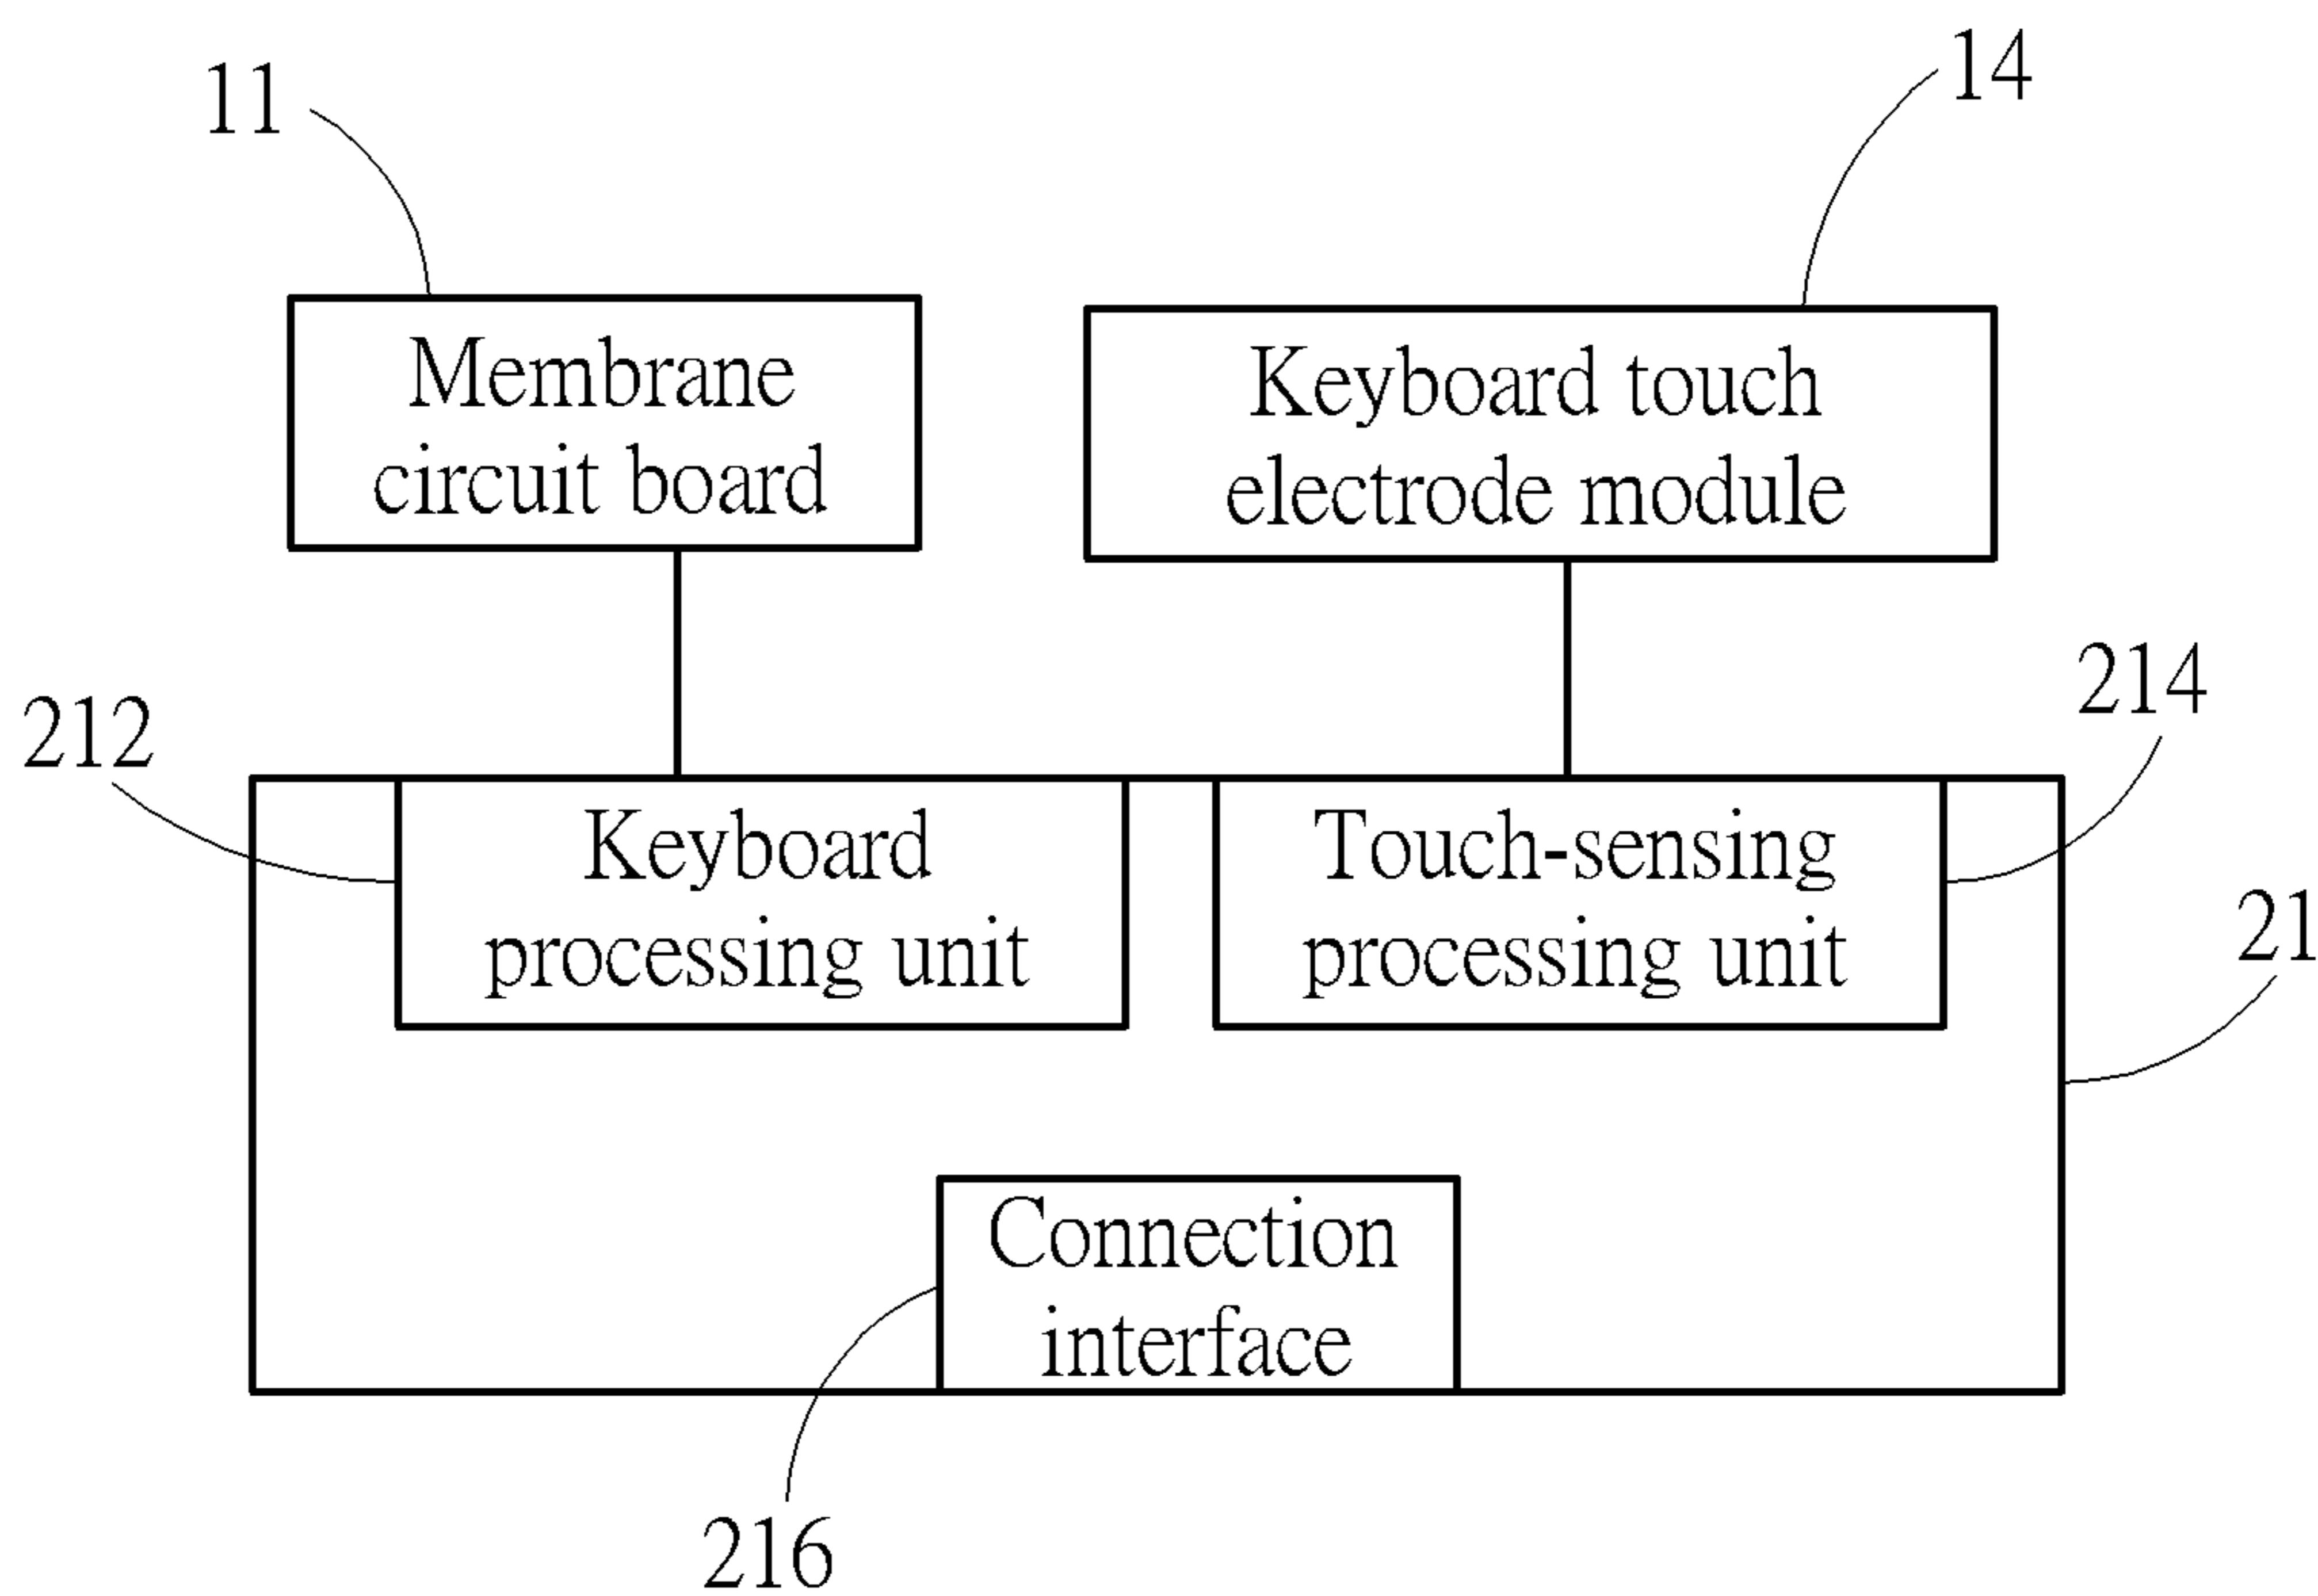 11
14
Membrane
circuit board
Keyboard touch
electrode module
212
214
Keyboard
processing unit
Touch-sensing
processing unit
21
Connection
interface
216